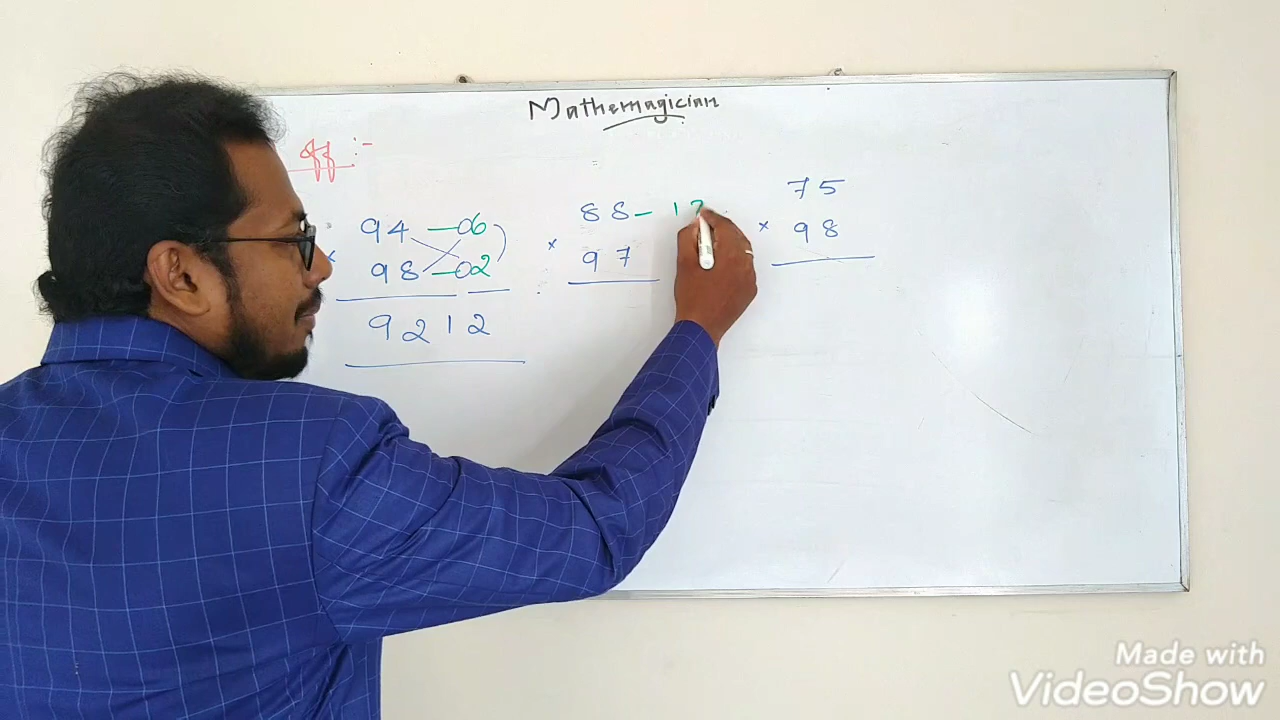 Mathemagician
94 - 06
× 98 - 02
9212
88 - 12
× 97
75
× 98
Made with
VideoShow